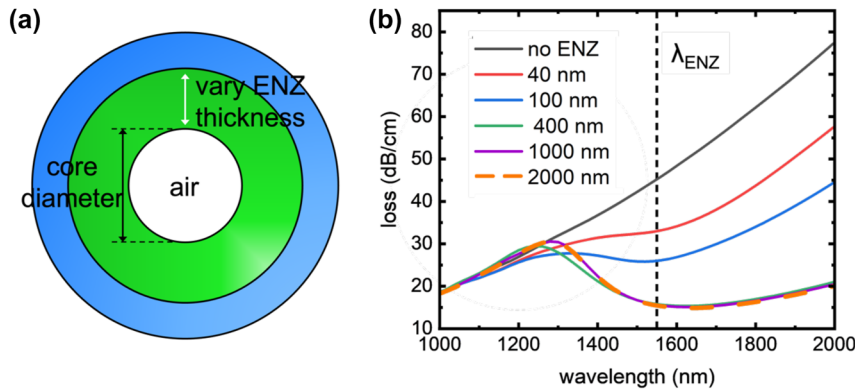 (a)
vary ENZ
thickness
core
diameter
air
(b)
85
80
70
60
50
40
30
20
10
loss (dB/cm)
no ENZ
40 nm
100 nm
400 nm
1000 nm
2000 nm
λENZ
1000
1200
1400
1600
1800
2000
wavelength (nm)